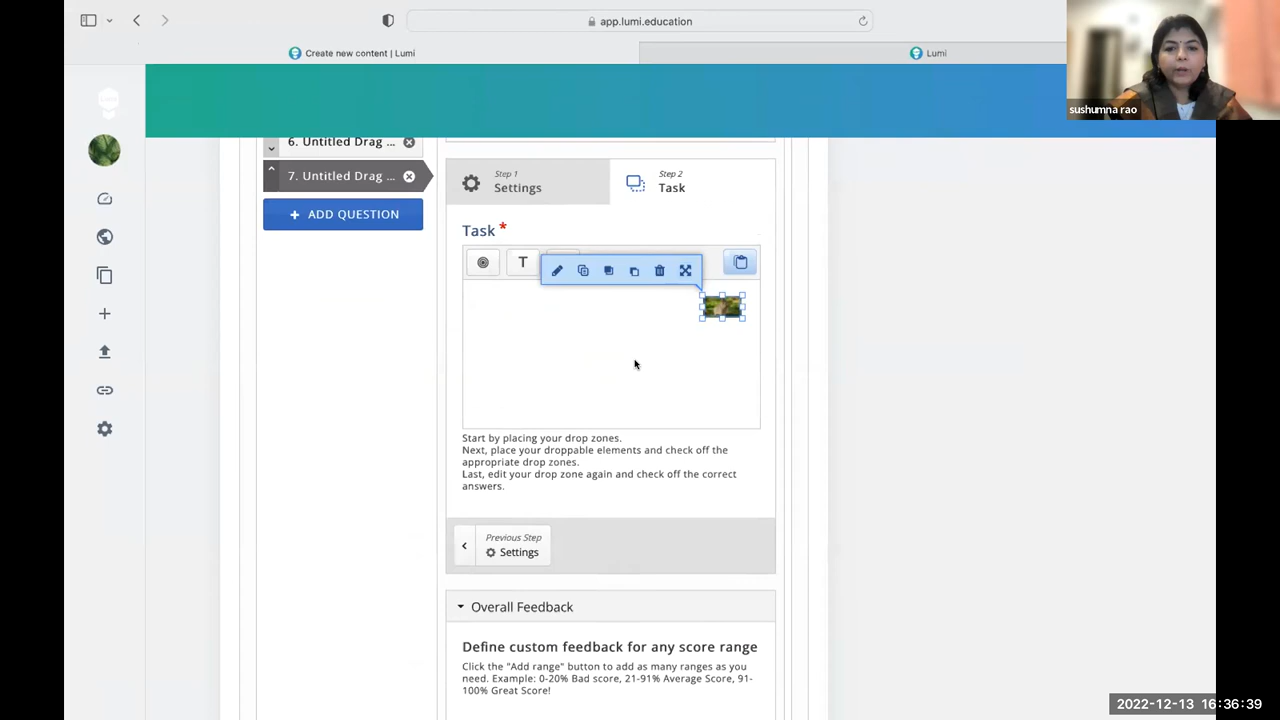 app.lumi.education
Create new content | Lumi
Lumi
sushumna rao
6. Untitled Drag ...
7. Untitled Drag ...
+ ADD QUESTION
Step 1
Settings
Step 2
Task
Task *
T
Start by placing your drop zones.
Next, place your droppable elements and check off the
appropriate drop zones.
Last, edit your drop zone again and check off the correct
answers.
Previous Step
Settings
Overall Feedback
Define custom feedback for any score range
Click the "Add range" button to add as many ranges as you
need. Example: 0-20% Bad score, 21-91% Average Score, 91-
100% Great Score!
2022-12-13 16:36:39